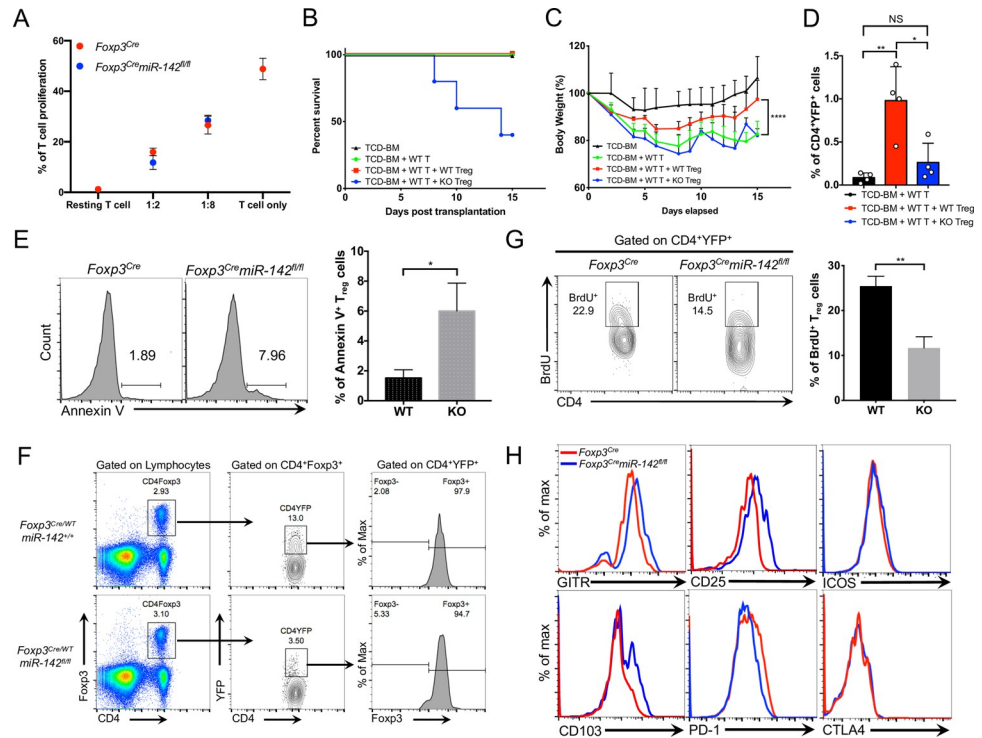 A
Foxp3Cre
Foxp3CremiR-142fl/fl
% of T cell proliferation
60
40
20
0
Resting T cell 1:2 1:8 T cell only
B
Percent survival
100
50
0
TCD-BM
TCD-BM + WT T
TCD-BM + WT T + WT Treg
TCD-BM + WT T + KO Treg
0 5 10 15
Days post transplantation
C
Body Weight (%)
120
100
80
60
****
TCD-BM
TCD-BM + WT T
TCD-BM + WT T + WT Treg
TCD-BM + WT T + KO Treg
0 5 10 15
Days elapsed
D
NS
** *
% of CD4+YFP+ cells
1.5
1.0
0.5
0.0
TCD-BM + WT T
TCD-BM + WT T + WT Treg
TCD-BM + WT T + KO Treg
E
Foxp3Cre Foxp3CremiR-142fl/fl
Count
1.89 7.96
Annexin V
% of Annexin V+ Treg cells
10
8
6
4
2
0
*
WT KO
G
Gated on CD4+YFP+
Foxp3Cre Foxp3CremiR-142fl/fl
BrdU+
22.9
BrdU+
14.5
BrdU
CD4
% of BrdU+ Treg cells
30
20
10
0
**
WT KO
F
Gated on Lymphocytes Gated on CD4+Foxp3+ Gated on CD4+YFP+
Foxp3Cre/WT
miR-142+/+
CD4Foxp3
2.93
CD4YFP
13.0
Foxp3- Foxp3+
2.08 97.9
% of Max
Foxp3Cre/WT
miR-142fl/fl
CD4Foxp3
3.10
CD4YFP
3.50
Foxp3- Foxp3+
5.33 94.7
% of Max
Foxp3
YFP
CD4 CD4 Foxp3
H
Foxp3Cre
Foxp3CremiR-142fl/fl
% of max
GITR CD25 ICOS
% of max
CD103 PD-1 CTLA4